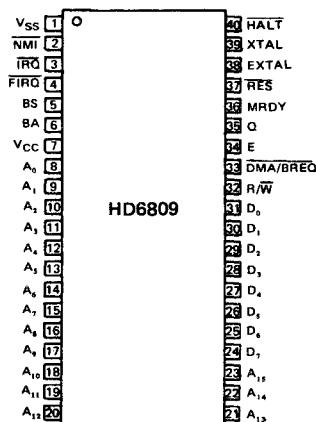 VSS 1 40 HALT
NMI 2 39 XTAL
IRQ 3 38 EXTAL
FIRQ 4 37 RES
BS 5 36 MRDY
BA 6 35 Q
VCC 7 34 E
A0 8 33 DMA/BREQ
A1 9 32 R/W
A2 10 31 D0
A3 11 30 D1
A4 12 29 D2
A5 13 28 D3
A6 14 27 D4
A7 15 26 D5
A8 16 25 D6
A9 17 24 D7
A10 18 23 A15
A11 19 22 A14
A12 20 21 A13
HD6809